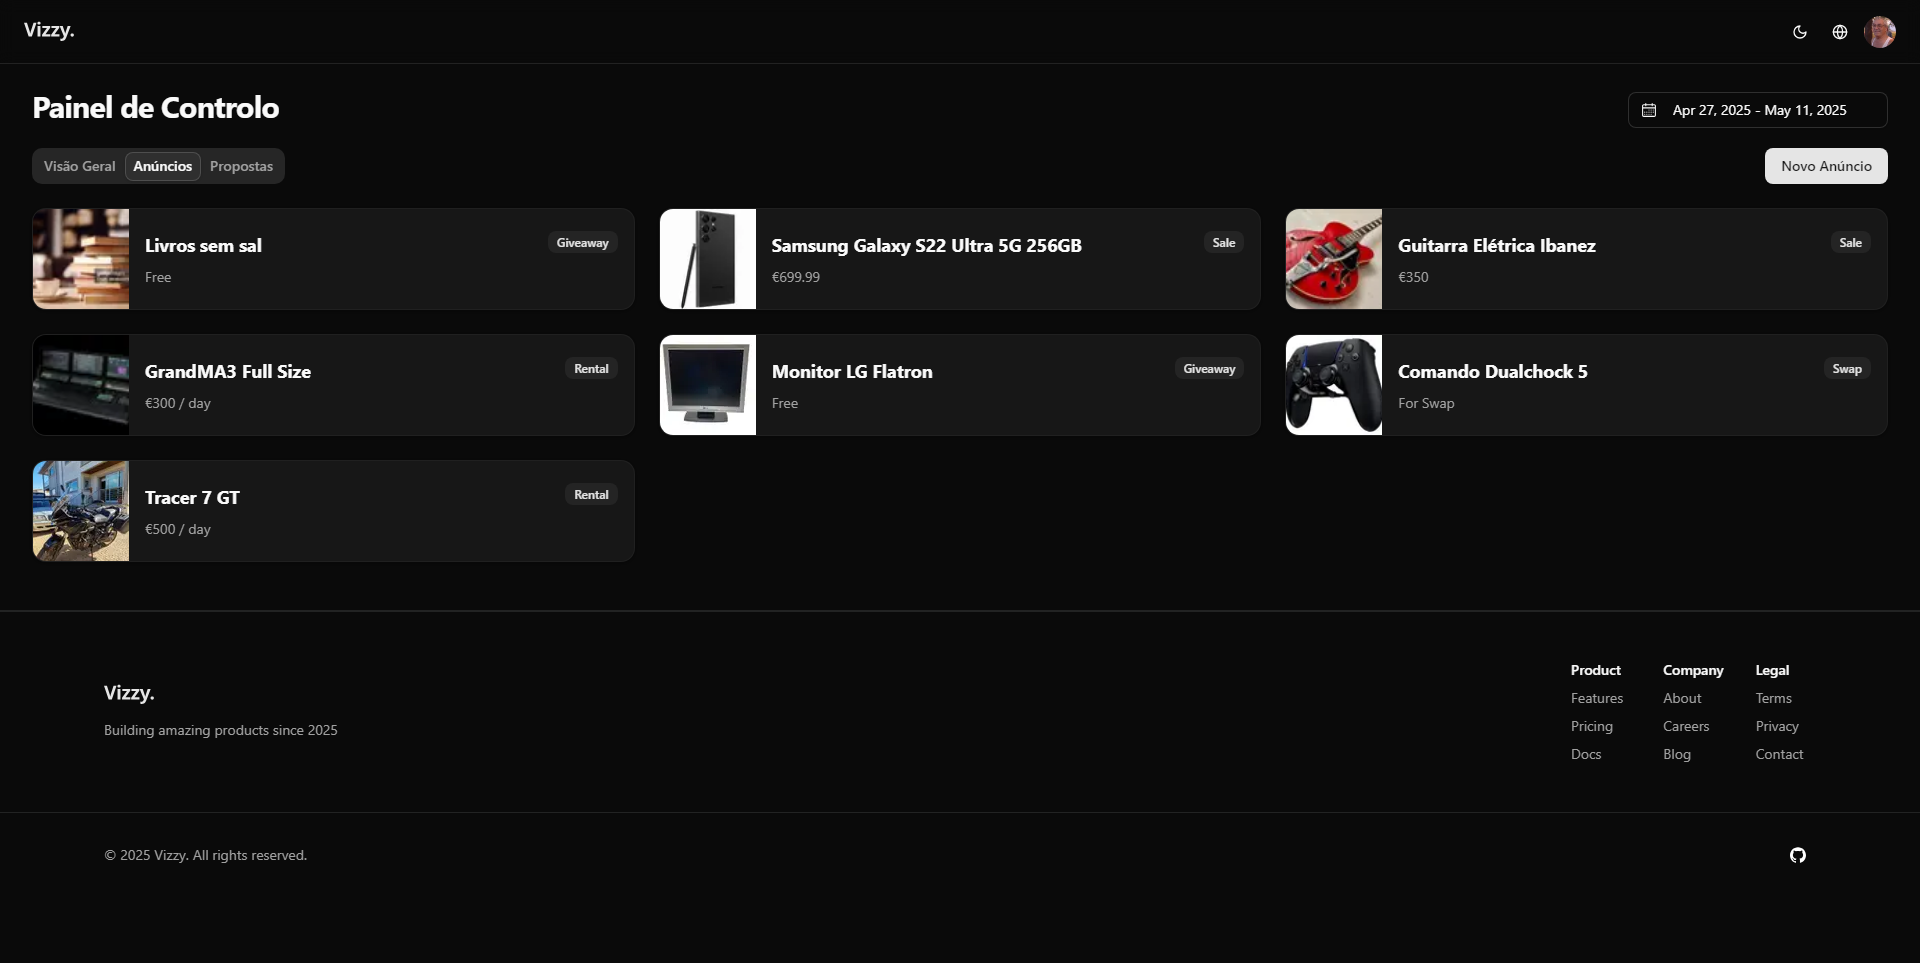 Vizzy.
Painel de Controlo
Apr 27, 2025 - May 11, 2025
Visão Geral
Anúncios
Propostas
Novo Anúncio
Livros sem sal
Giveaway
Free
Samsung Galaxy S22 Ultra 5G 256GB
Sale
€699.99
Guitarra Elétrica Ibanez
Sale
€350
GrandMA3 Full Size
Rental
€300 / day
Monitor LG Flatron
Giveaway
Free
Comando Dualchock 5
Swap
For Swap
Tracer 7 GT
Rental
€500 / day
Vizzy.
Building amazing products since 2025
Product
Features
Pricing
Docs
Company
About
Careers
Blog
Legal
Terms
Privacy
Contact
© 2025 Vizzy. All rights reserved.